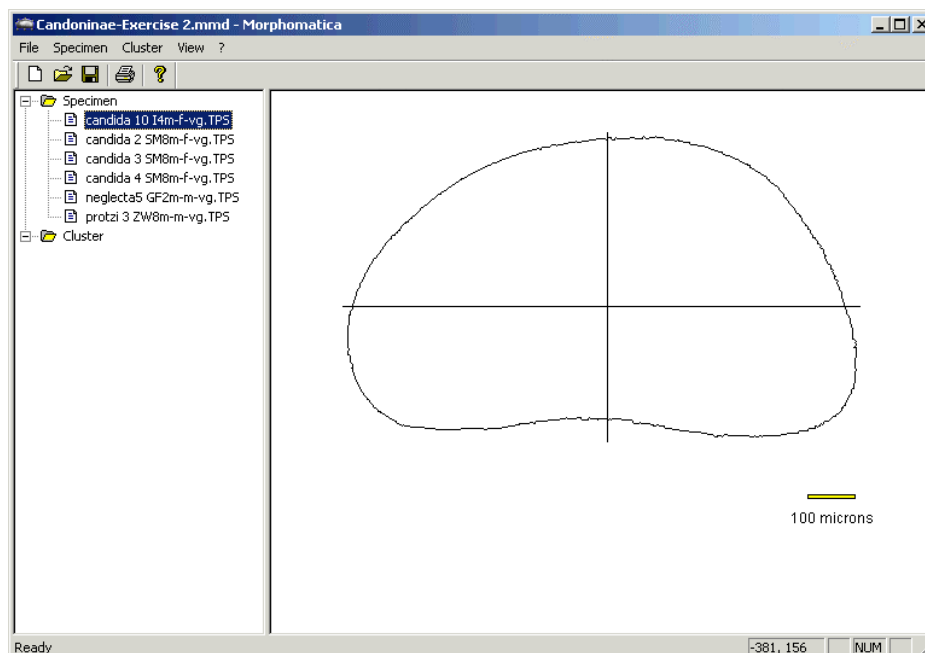 Candoninae-Exercise 2.mmd - Morphomatica
File Specimen Cluster View ?
Specimen
candida 10 I4m-f-vg.TPS
candida 2 SM8m-f-vg.TPS
candida 3 SM8m-f-vg.TPS
candida 4 SM8m-f-vg.TPS
neglecta5 GF2m-m-vg.TPS
protzi 3 ZW8m-m-vg.TPS
Cluster
100 microns
Ready
-381, 156 NUM